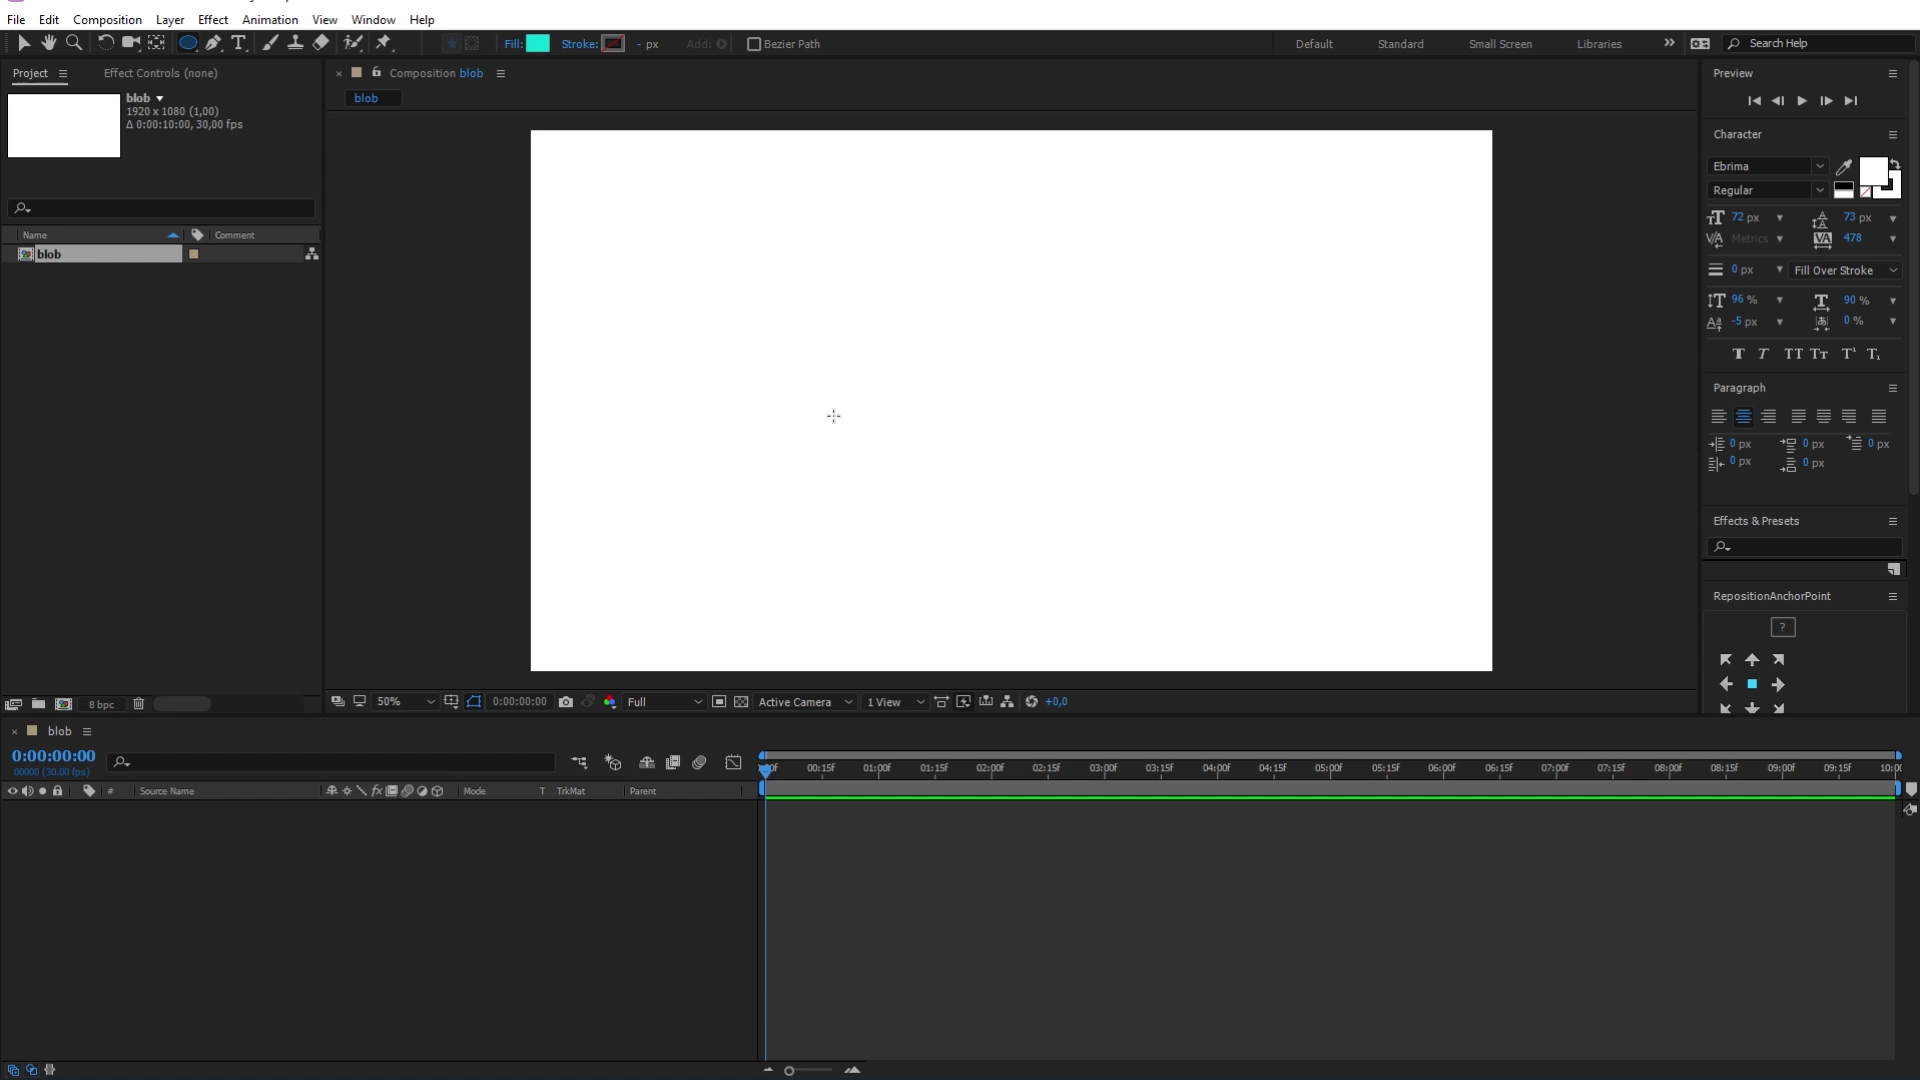 File Edit Composition Layer Effect Animation View Window Help
Fill: Stroke: - px Add: Bezier Path Default Standard Small Screen Libraries Search Help
Project Effect Controls (none)
blob
1920 x 1080 (1,00)
Δ 0:00:10:00, 30,00 fps
Name Comment
blob
8 bpc
Composition blob
blob
50% 0:00:00:00 Full Active Camera 1 View +0,0
Preview
Character
Ebrima
Regular
72 px 73 px
Metrics 478
0 px Fill Over Stroke
96 % 90 %
-5 px 0 %
T T TT Tt T¹ T₁
Paragraph
0 px 0 px 0 px
0 px 0 px
Effects & Presets
RepositionAnchorPoint
?
blob
0:00:00:00
00000 (30.00 fps)
# Source Name Mode T TrkMat Parent
00:15f 01:00f 01:15f 02:00f 02:15f 03:00f 03:15f 04:00f 04:15f 05:00f 05:15f 06:00f 06:15f 07:00f 07:15f 08:00f 08:15f 09:00f 09:15f